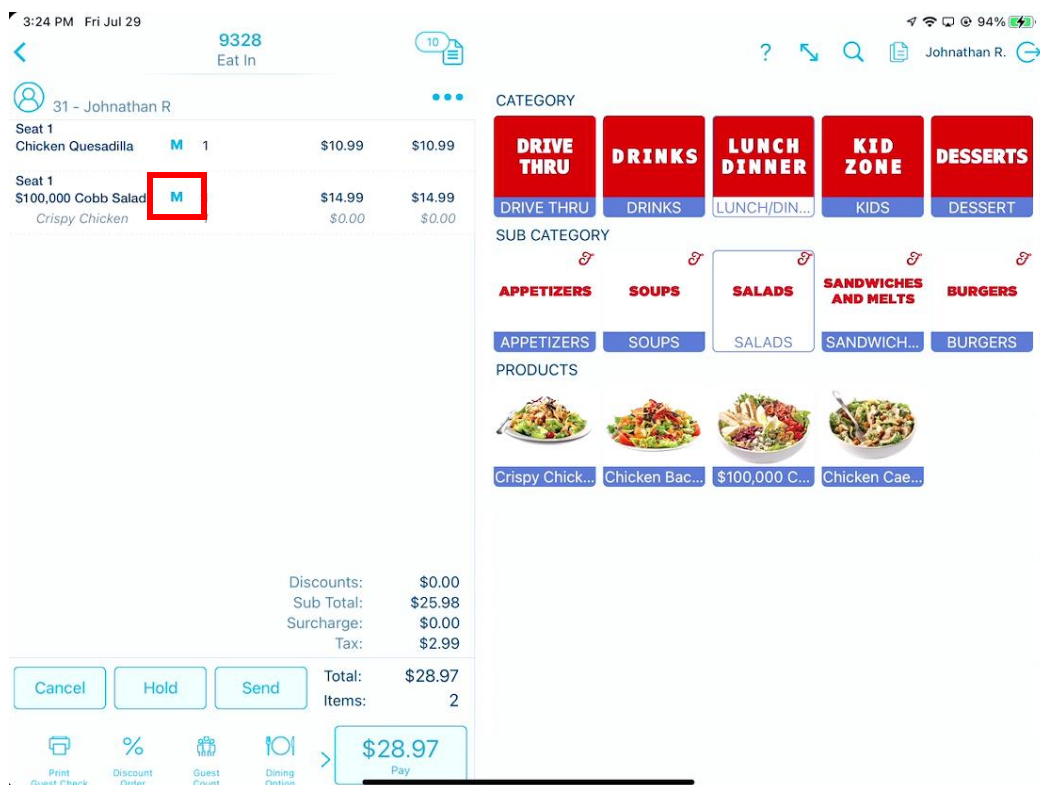 3:24 PM Fri Jul 29
94%
9328
Eat In
10
?
Johnathan R.
31 - Johnathan R
Seat 1
Chicken Quesadilla M 1 $10.99 $10.99
Seat 1
$100,000 Cobb Salad M $14.99 $14.99
Crispy Chicken $0.00 $0.00
Discounts: $0.00
Sub Total: $25.98
Surcharge: $0.00
Tax: $2.99
Cancel
Hold
Send
Total: $28.97
Items: 2
Print
Guest Check
%
Discount
Order
Guest
Count
Dining
Option
$28.97
Pay
CATEGORY
DRIVE
THRU
DRIVE THRU
DRINKS
DRINKS
LUNCH
DINNER
LUNCH/DIN...
KID
ZONE
KIDS
DESSERTS
DESSERT
SUB CATEGORY
APPETIZERS
APPETIZERS
SOUPS
SOUPS
SALADS
SALADS
SANDWICHES
AND MELTS
SANDWICH...
BURGERS
BURGERS
PRODUCTS
Crispy Chick...
Chicken Bac...
$100,000 C...
Chicken Cae...